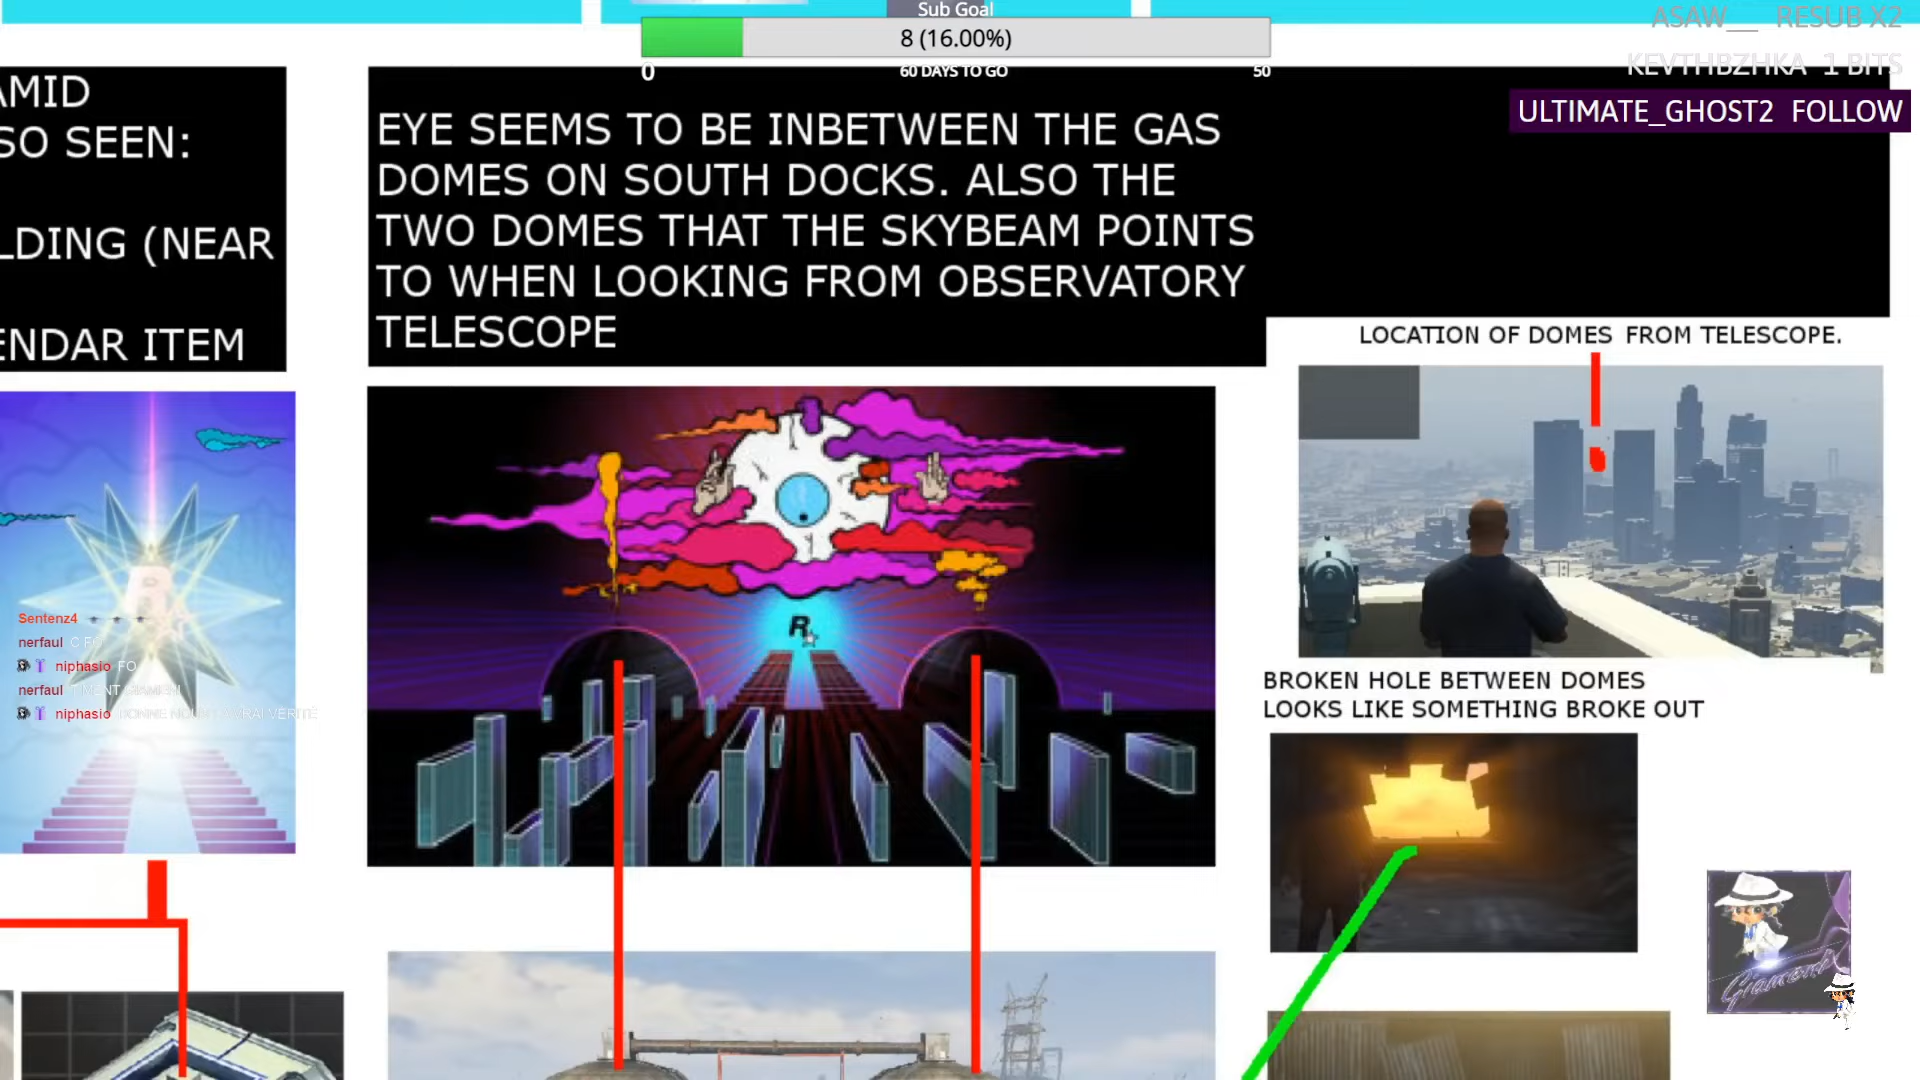 Sub Goal
8 (16.00%)
0
60 DAYS TO GO
50
ASAW__ RESUB X2
KEVTHBZHKA 1 BITS
ULTIMATE_GHOST2 FOLLOW
AMID
SO SEEN:
LDING (NEAR
ENDAR ITEM
EYE SEEMS TO BE INBETWEEN THE GAS
DOMES ON SOUTH DOCKS. ALSO THE
TWO DOMES THAT THE SKYBEAM POINTS
TO WHEN LOOKING FROM OBSERVATORY
TELESCOPE
LOCATION OF DOMES FROM TELESCOPE.
R
R
Sentenz4
nerfaul C FO
niphasio FO
nerfaul
niphasio
BROKEN HOLE BETWEEN DOMES
LOOKS LIKE SOMETHING BROKE OUT